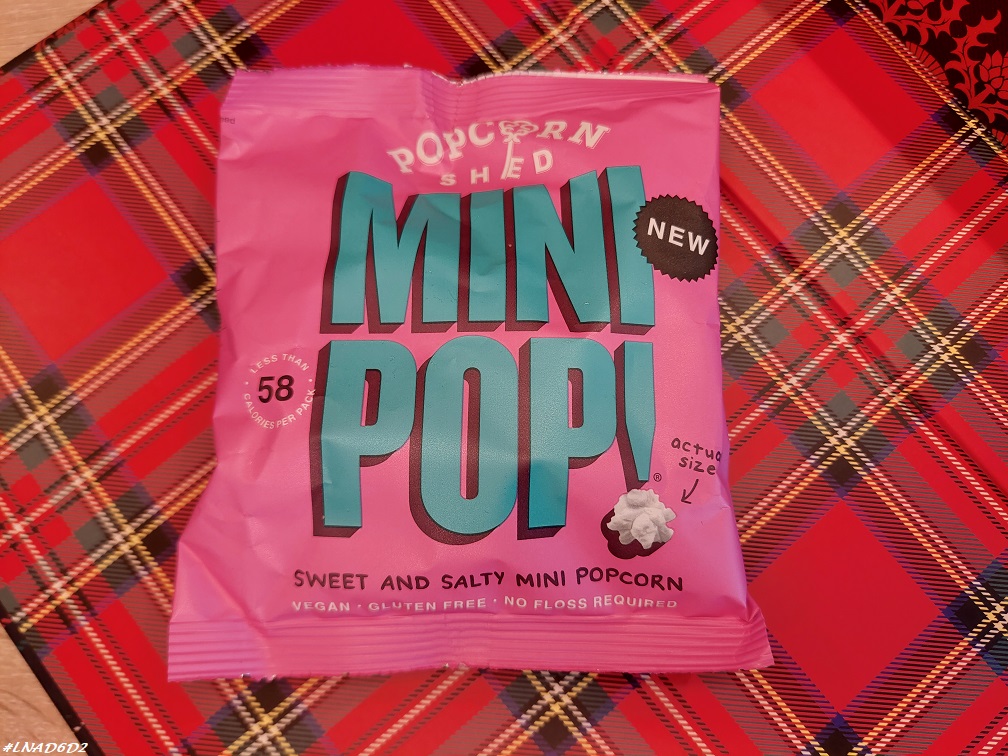 POPCORN
SHED
MINI
POP!
®
NEW
LESS THAN
58
CALORIES PER PACK
actua
size
SWEET AND SALTY MINI POPCORN
VEGAN · GLUTEN FREE · NO FLOSS REQUIRED
#LNAD6D2